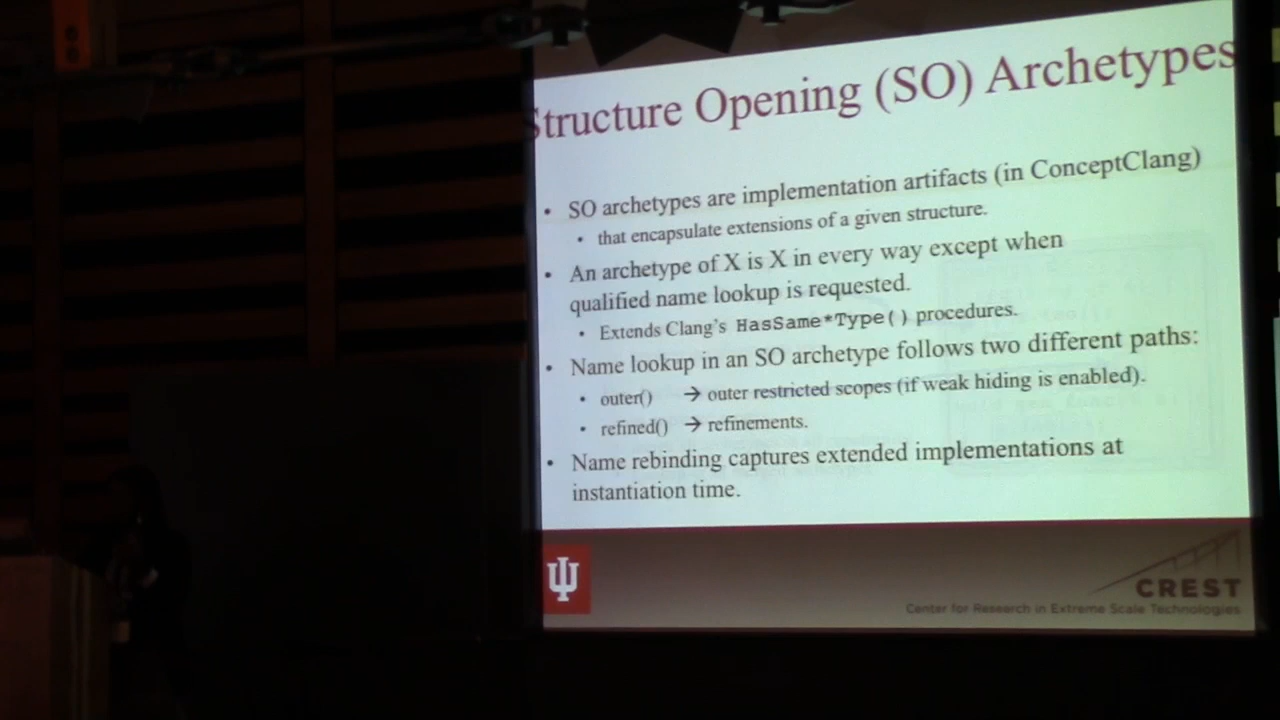 Structure Opening (SO) Archetypes
• SO archetypes are implementation artifacts (in ConceptClang)
• that encapsulate extensions of a given structure.
• An archetype of X is X in every way except when
qualified name lookup is requested.
• Extends Clang's HasSame*Type() procedures.
• Name lookup in an SO archetype follows two different paths:
• outer() → outer restricted scopes (if weak hiding is enabled).
• refined() → refinements.
• Name rebinding captures extended implementations at
instantiation time.
CREST
Center for Research in Extreme Scale Technologies